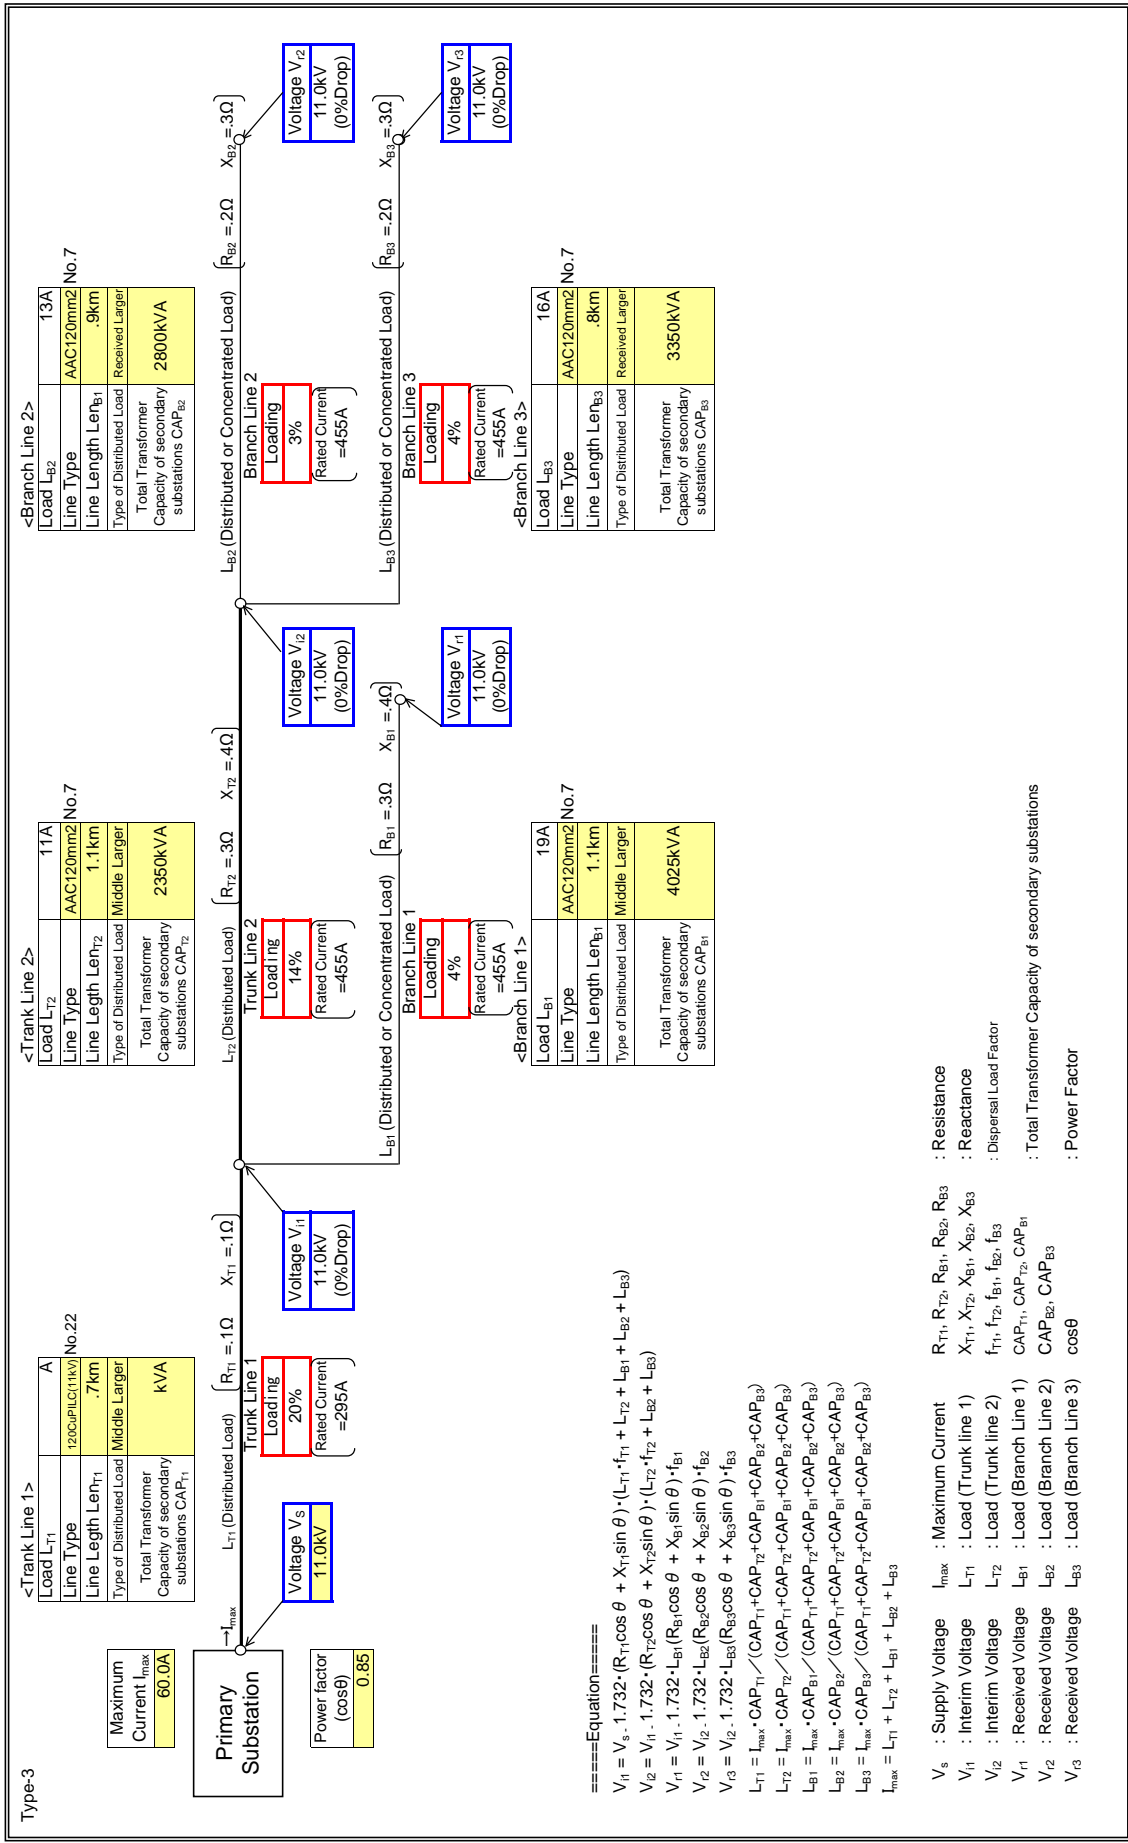 Type-3
Maximum
Current Imax
60.0A
Primary
Substation
Power factor
(cosθ)
0.85
→Imax
Voltage VS
11.0kV
<Trank Line 1>
Load LT1 A
Line Type 120CuPILC(11kV) No.22
Line Length LenT1 .7km
Type of Distributed Load Middle Larger
Total Transformer
Capacity of secondary
substations CAPT1
kVA
LT1 (Distributed Load)
RT1 =.1Ω XT1 =.1Ω
Trunk Line 1
Loading
20%
Rated Current
=295A
Voltage Vi1
11.0kV
(0%Drop)
<Trank Line 2>
Load LT2 11A
Line Type AAC120mm2 No.7
Line Legth LenT2 1.1km
Type of Distributed Load Middle Larger
Total Transformer
Capacity of secondary
substations CAPT2
2350kVA
LT2 (Distributed Load)
RT2 =.3Ω XT2 =.4Ω
Trunk Line 2
Loading
14%
Rated Current
=455A
Voltage Vi2
11.0kV
(0%Drop)
LB1 (Distributed or Concentrated Load)
RB1 =.3Ω XB1 =.4Ω
Branch Line 1
Loading
4%
Rated Current
=455A
Voltage Vr1
11.0kV
(0%Drop)
<Branch Line 1>
Load LB1 19A
Line Type AAC120mm2 No.7
Line Length LenB1 1.1km
Type of Distributed Load Middle Larger
Total Transformer
Capacity of secondary
substations CAPB1
4025kVA
<Branch Line 2>
Load LB2 13A
Line Type AAC120mm2 No.7
Line Length LenB1 .9km
Type of Distributed Load Received Larger
Total Transformer
Capacity of secondary
substations CAPB2
2800kVA
LB2 (Distributed or Concentrated Load)
RB2 =.2Ω XB2 =.3Ω
Branch Line 2
Loading
3%
Rated Current
=455A
Voltage Vr2
11.0kV
(0%Drop)
LB3 (Distributed or Concentrated Load)
RB3 =.2Ω XB3 =.3Ω
Branch Line 3
Loading
4%
Rated Current
=455A
Voltage Vr3
11.0kV
(0%Drop)
<Branch Line 3>
Load LB3 16A
Line Type AAC120mm2 No.7
Line Length LenB3 .8km
Type of Distributed Load Received Larger
Total Transformer
Capacity of secondary
substations CAPB3
3350kVA
=====Equation=====
Vi1 = Vs - 1.732・(RT1cos θ + XT1sin θ)・(LT1・fT1 + LT2 + LB1 + LB2 + LB3)
Vi2 = Vi1 - 1.732・(RT2cos θ + XT2sin θ)・(LT2・fT2 + LB2 + LB3)
Vr1 = Vi1 - 1.732・LB1(RB1cos θ + XB1sin θ)・fB1
Vr2 = Vi2 - 1.732・LB2(RB2cos θ + XB2sin θ)・fB2
Vr3 = Vi2 - 1.732・LB3(RB3cos θ + XB3sin θ)・fB3
LT1 = Imax・CAPT1／(CAPT1+CAPT2+CAPB1+CAPB2+CAPB3)
LT2 = Imax・CAPT2／(CAPT1+CAPT2+CAPB1+CAPB2+CAPB3)
LB1 = Imax・CAPB1／(CAPT1+CAPT2+CAPB1+CAPB2+CAPB3)
LB2 = Imax・CAPB2／(CAPT1+CAPT2+CAPB1+CAPB2+CAPB3)
LB3 = Imax・CAPB3／(CAPT1+CAPT2+CAPB1+CAPB2+CAPB3)
Imax = LT1 + LT2 + LB1 + LB2 + LB3
Vs : Supply Voltage Imax : Maximum Current RT1, RT2, RB1, RB2, RB3 : Resistance
Vi1 : Interim Voltage LT1 : Load (Trunk line 1) XT1, XT2, XB1, XB2, XB3 : Reactance
Vi2 : Interim Voltage LT2 : Load (Trunk line 2) fT1, fT2, fB1, fB2, fB3 : Dispersal Load Factor
Vr1 : Received Voltage LB1 : Load (Branch Line 1) CAPT1, CAPT2, CAPB1 : Total Transformer Capacity of secondary substations
Vr2 : Received Voltage LB2 : Load (Branch Line 2) CAPB2, CAPB3
Vr3 : Received Voltage LB3 : Load (Branch Line 3) cosθ : Power Factor